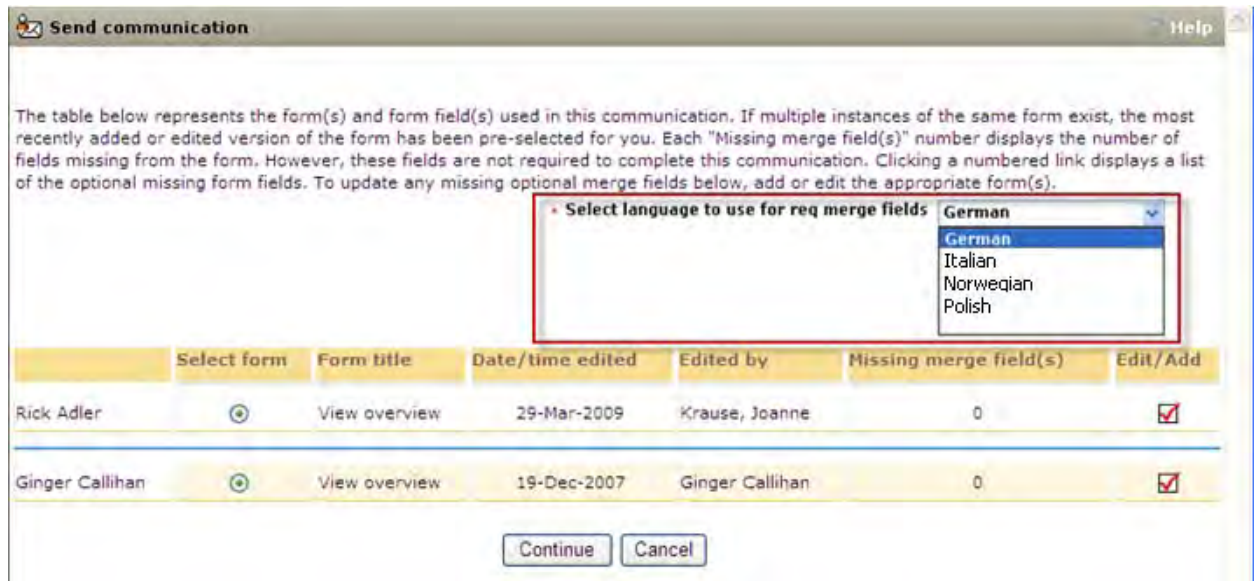 Send communication Help
The table below represents the form(s) and form field(s) used in this communication. If multiple instances of the same form exist, the most
recently added or edited version of the form has been pre-selected for you. Each "Missing merge field(s)" number displays the number of
fields missing from the form. However, these fields are not required to complete this communication. Clicking a numbered link displays a list
of the optional missing form fields. To update any missing optional merge fields below, add or edit the appropriate form(s).
Select language to use for req merge fields German
German
Italian
Norwegian
Polish
Select form Form title Date/time edited Edited by Missing merge field(s) Edit/Add
Rick Adler View overview 29-Mar-2009 Krause, Joanne 0
Ginger Callihan View overview 19-Dec-2007 Ginger Callihan 0
Continue Cancel